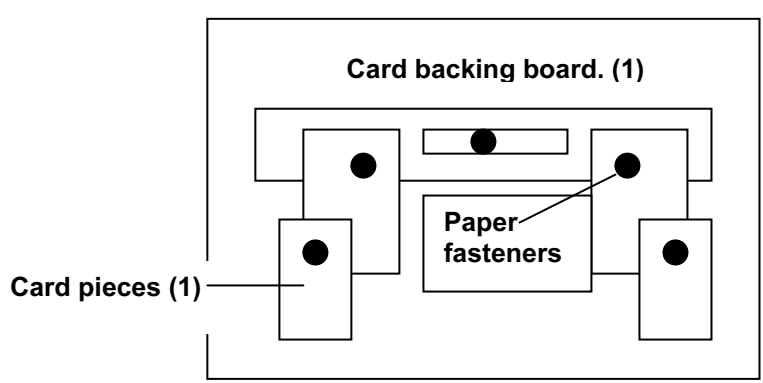 Card backing board. (1)
Paper
fasteners
Card pieces (1)